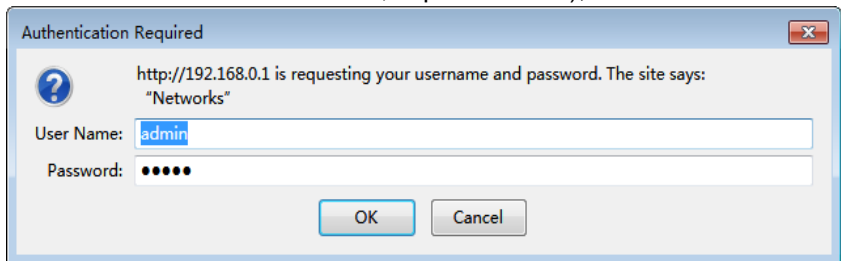 Authentication Required
http://192.168.0.1 is requesting your username and password. The site says:
“Networks”
User Name: admin
Password: •••••
OK Cancel